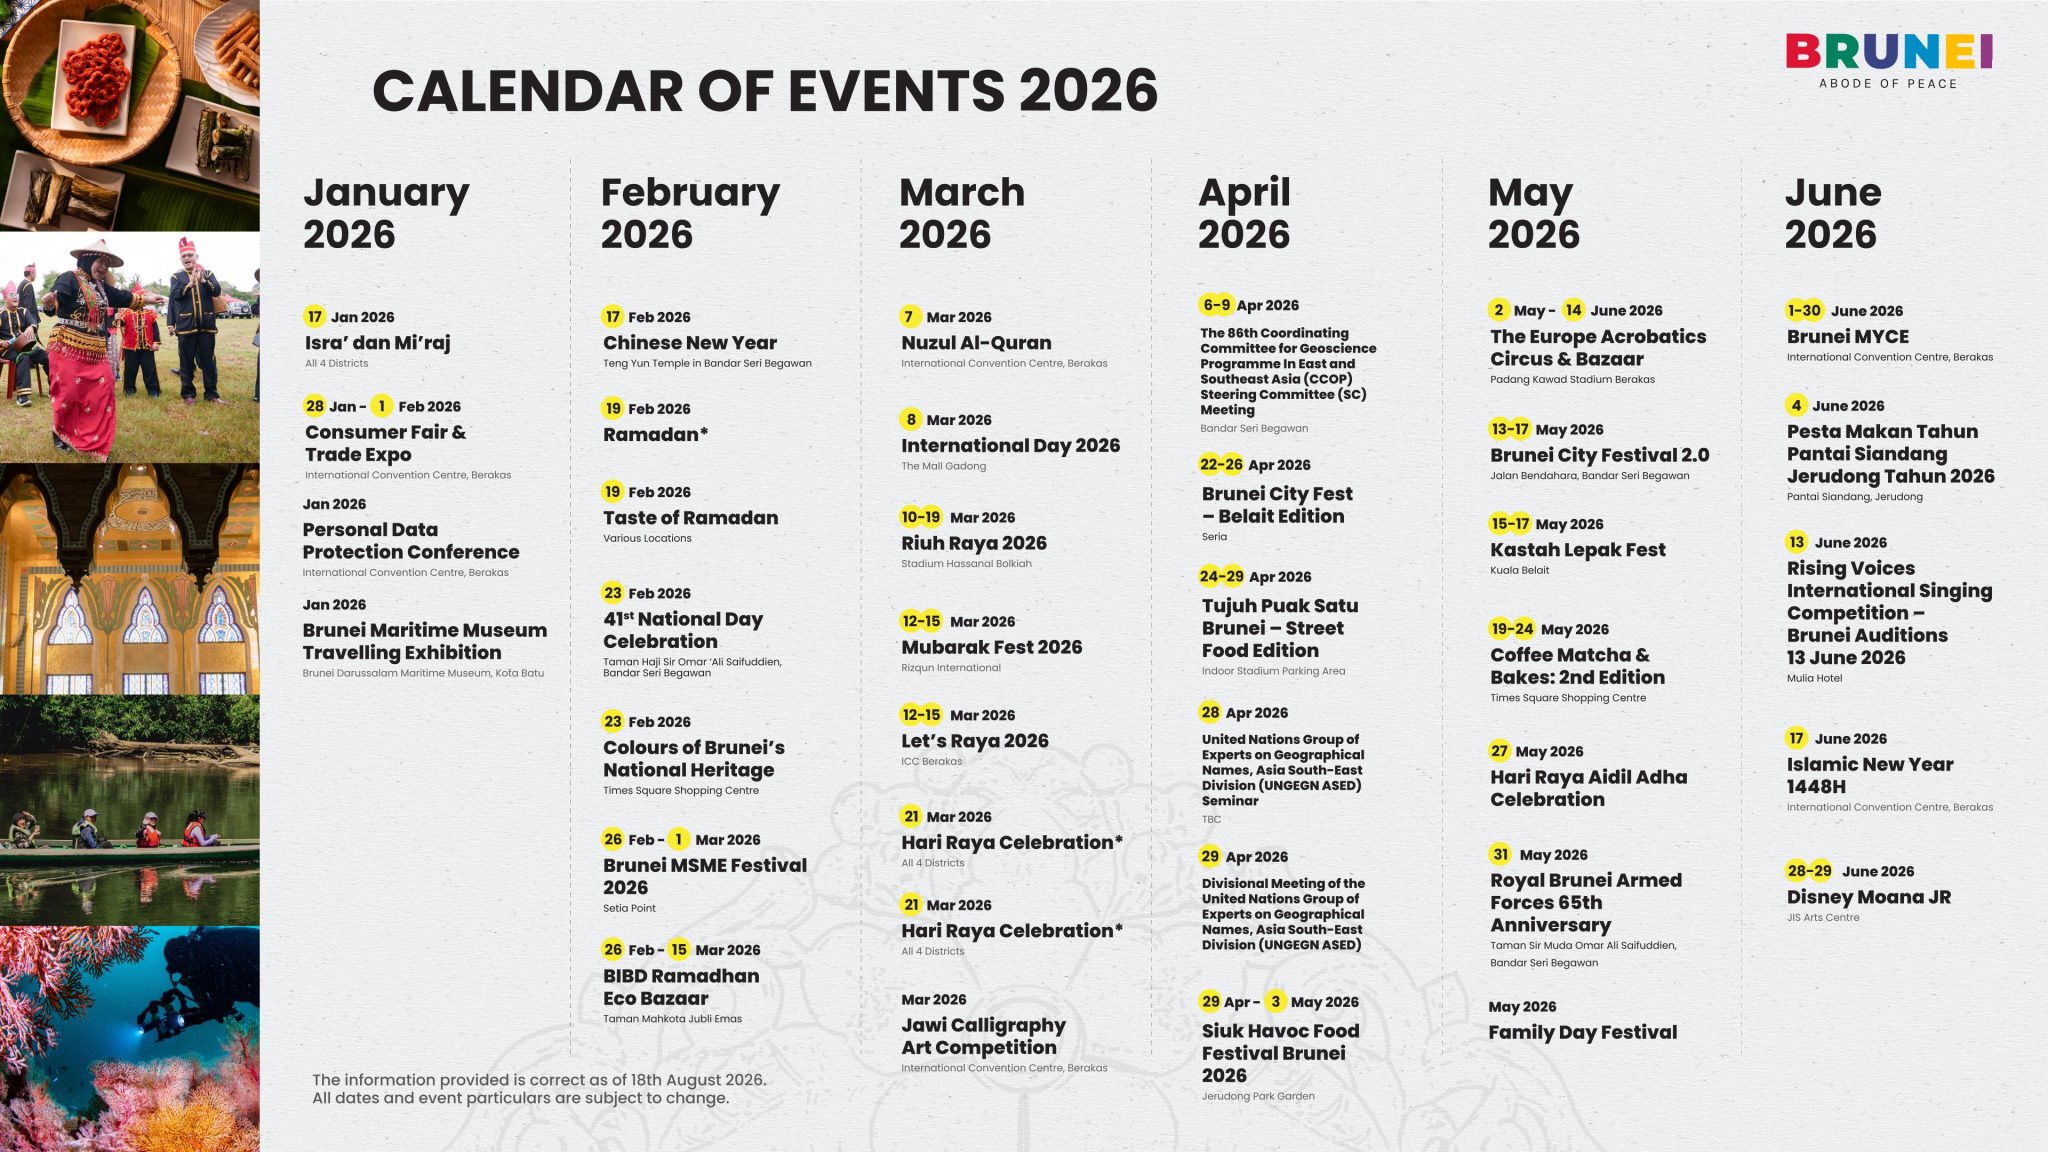 CALENDAR OF EVENTS 2026
BRUNEI
ABODE OF PEACE
January
2026
17 Jan 2026
Isra’ dan Mi’raj
All 4 Districts
28 Jan - 1 Feb 2026
Consumer Fair &
Trade Expo
International Convention Centre, Berakas
Jan 2026
Personal Data
Protection Conference
International Convention Centre, Berakas
Jan 2026
Brunei Maritime Museum
Travelling Exhibition
Brunei Darussalam Maritime Museum, Kota Batu
February
2026
17 Feb 2026
Chinese New Year
Teng Yun Temple in Bandar Seri Begawan
19 Feb 2026
Ramadan*
19 Feb 2026
Taste of Ramadan
Various Locations
23 Feb 2026
41st National Day
Celebration
Taman Haji Sir Omar ‘Ali Saifuddien,
Bandar Seri Begawan
23 Feb 2026
Colours of Brunei’s
National Heritage
Times Square Shopping Centre
26 Feb - 1 Mar 2026
Brunei MSME Festival
2026
Setia Point
26 Feb - 15 Mar 2026
BIBD Ramadhan
Eco Bazaar
Taman Mahkota Jubli Emas
March
2026
7 Mar 2026
Nuzul Al-Quran
International Convention Centre, Berakas
8 Mar 2026
International Day 2026
The Mall Gadong
10-19 Mar 2026
Riuh Raya 2026
Stadium Hassanal Bolkiah
12-15 Mar 2026
Mubarak Fest 2026
Rizqun International
12-15 Mar 2026
Let’s Raya 2026
ICC Berakas
21 Mar 2026
Hari Raya Celebration*
All 4 Districts
21 Mar 2026
Hari Raya Celebration*
All 4 Districts
Mar 2026
Jawi Calligraphy
Art Competition
International Convention Centre, Berakas
April
2026
6-9 Apr 2026
The 86th Coordinating
Committee for Geoscience
Programme In East and
Southeast Asia (CCOP)
Steering Committee (SC)
Meeting
Bandar Seri Begawan
22-26 Apr 2026
Brunei City Fest
– Belait Edition
Seria
24-29 Apr 2026
Tujuh Puak Satu
Brunei – Street
Food Edition
Indoor Stadium Parking Area
28 Apr 2026
United Nations Group of
Experts on Geographical
Names, Asia South-East
Division (UNGEGN ASED)
Seminar
TBC
29 Apr 2026
Divisional Meeting of the
United Nations Group of
Experts on Geographical
Names, Asia South-East
Division (UNGEGN ASED)
29 Apr - 3 May 2026
Siuk Havoc Food
Festival Brunei
2026
Jerudong Park Garden
May
2026
2 May - 14 June 2026
The Europe Acrobatics
Circus & Bazaar
Padang Kawad Stadium Berakas
13-17 May 2026
Brunei City Festival 2.0
Jalan Bendahara, Bandar Seri Begawan
15-17 May 2026
Kastah Lepak Fest
Kuala Belait
19-24 May 2026
Coffee Matcha &
Bakes: 2nd Edition
Times Square Shopping Centre
27 May 2026
Hari Raya Aidil Adha
Celebration
31 May 2026
Royal Brunei Armed
Forces 65th
Anniversary
Taman Sir Muda Omar Ali Saifuddien,
Bandar Seri Begawan
May 2026
Family Day Festival
June
2026
1-30 June 2026
Brunei MYCE
International Convention Centre, Berakas
4 June 2026
Pesta Makan Tahun
Pantai Siandang
Jerudong Tahun 2026
Pantai Siandang, Jerudong
13 June 2026
Rising Voices
International Singing
Competition –
Brunei Auditions
13 June 2026
Mulia Hotel
17 June 2026
Islamic New Year
1448H
International Convention Centre, Berakas
28-29 June 2026
Disney Moana JR
JIS Arts Centre
The information provided is correct as of 18th August 2026.
All dates and event particulars are subject to change.